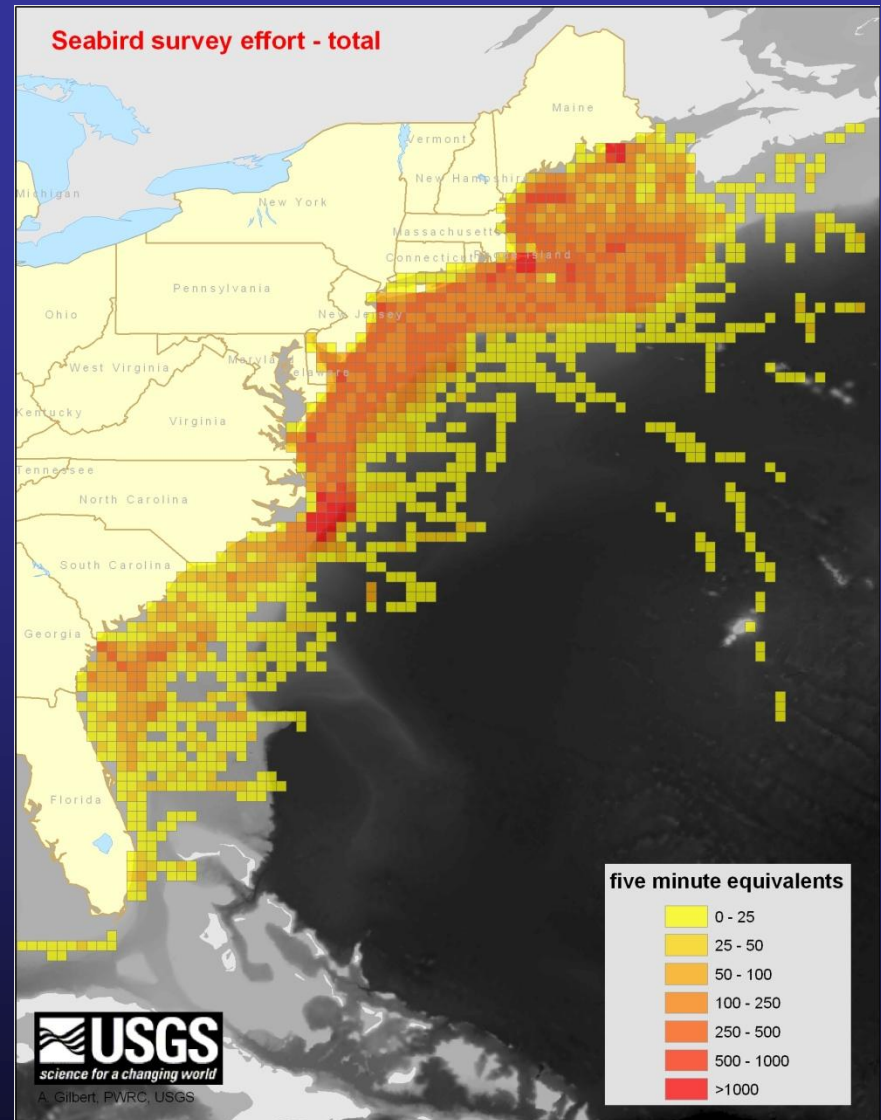 Seabird survey effort - total
Maine
Vermont
New Hampshire
Michigan
New York
Massachusetts
Connecticut
Rhode Island
Pennsylvania
Ohio
New Jersey
Maryland
West Virginia
Delaware
Kentucky
Virginia
Tennessee
North Carolina
South Carolina
Georgia
Florida
five minute equivalents
0 - 25
25 - 50
50 - 100
100 - 250
250 - 500
500 - 1000
>1000
USGS
science for a changing world
A. Gilbert, PWRC, USGS